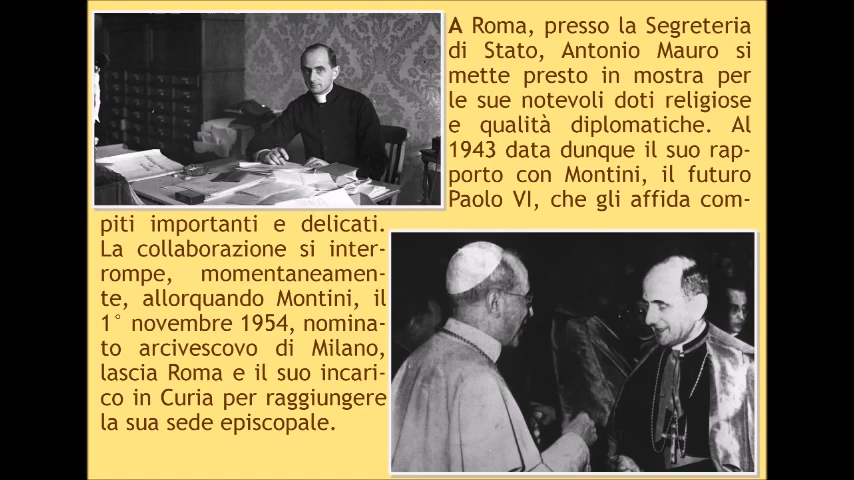 A Roma, presso la Segreteria
di Stato, Antonio Mauro si
mette presto in mostra per
le sue notevoli doti religiose
e qualità diplomatiche. Al
1943 data dunque il suo rap-
porto con Montini, il futuro
Paolo VI, che gli affida com-
piti importanti e delicati.
La collaborazione si inter-
rompe, momentaneamen-
te, allorquando Montini, il
1° novembre 1954, nomina-
to arcivescovo di Milano,
lascia Roma e il suo incari-
co in Curia per raggiungere
la sua sede episcopale.